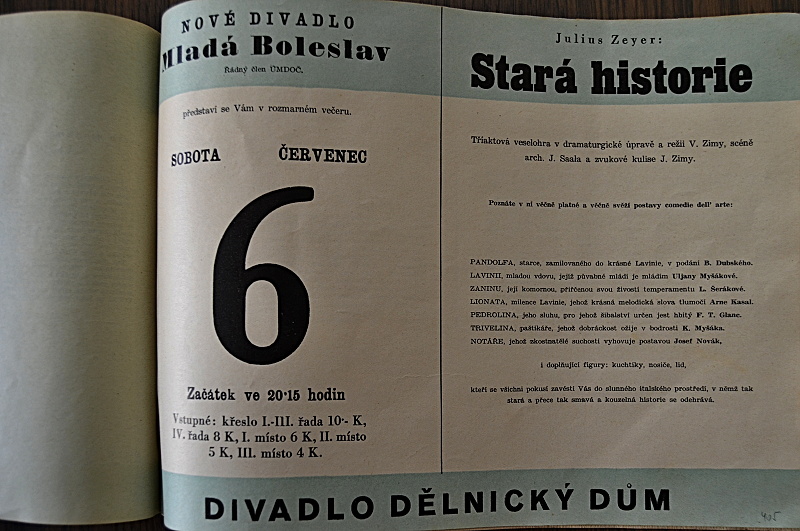 NOVÉ DIVADLO
Mladá Boleslav
Řádný člen ÚMDOČ.
představí se Vám v rozmarném večeru.
SOBOTA ČERVENEC
6
Začátek ve 20·15 hodin
Vstupné: křeslo I.-III. řada 10·- K,
IV. řada 8 K, I. místo 6 K, II. místo
5 K, III. místo 4 K.
Julius Zeyer:
Stará historie
Tříaktová veselohra v dramaturgické úpravě a režii V. Zimy, scéně
arch. J. Saala a zvukové kulise J. Zimy.
Poznáte v ní věčně platné a věčně svěží postavy comedie dell' arte:
PANDOLFA, starce, zamilovaného do krásné Lavinie, v podání B. Dubského.
LAVINII, mladou vdovu, jejíž půvabné mládí je mládím Uljany Myšákové.
ZANINU, její komornou, přiřčenou svou živostí temperamentu L. Šerákové.
LIONATA, milence Lavinie, jehož krásná melodická slova tlumočí Arne Kasal.
PEDROLINA, jeho sluhu, pro jehož šibalství určen jest hbitý F. T. Glanc.
TRIVELINA, paštikáře, jehož dobráckost ožije v bodrosti K. Myšáka.
NOTÁŘE, jehož zkostnatělé suchosti vyhovuje postavou Josef Novák,
i doplňující figury: kuchtíky, nosiče, lid,
kteří se všichni pokusí zavésti Vás do slunného italského prostředí, v němž tak
stará a přece tak smavá a kouzelná historie se odehrává.
DIVADLO DĚLNICKÝ DŮM